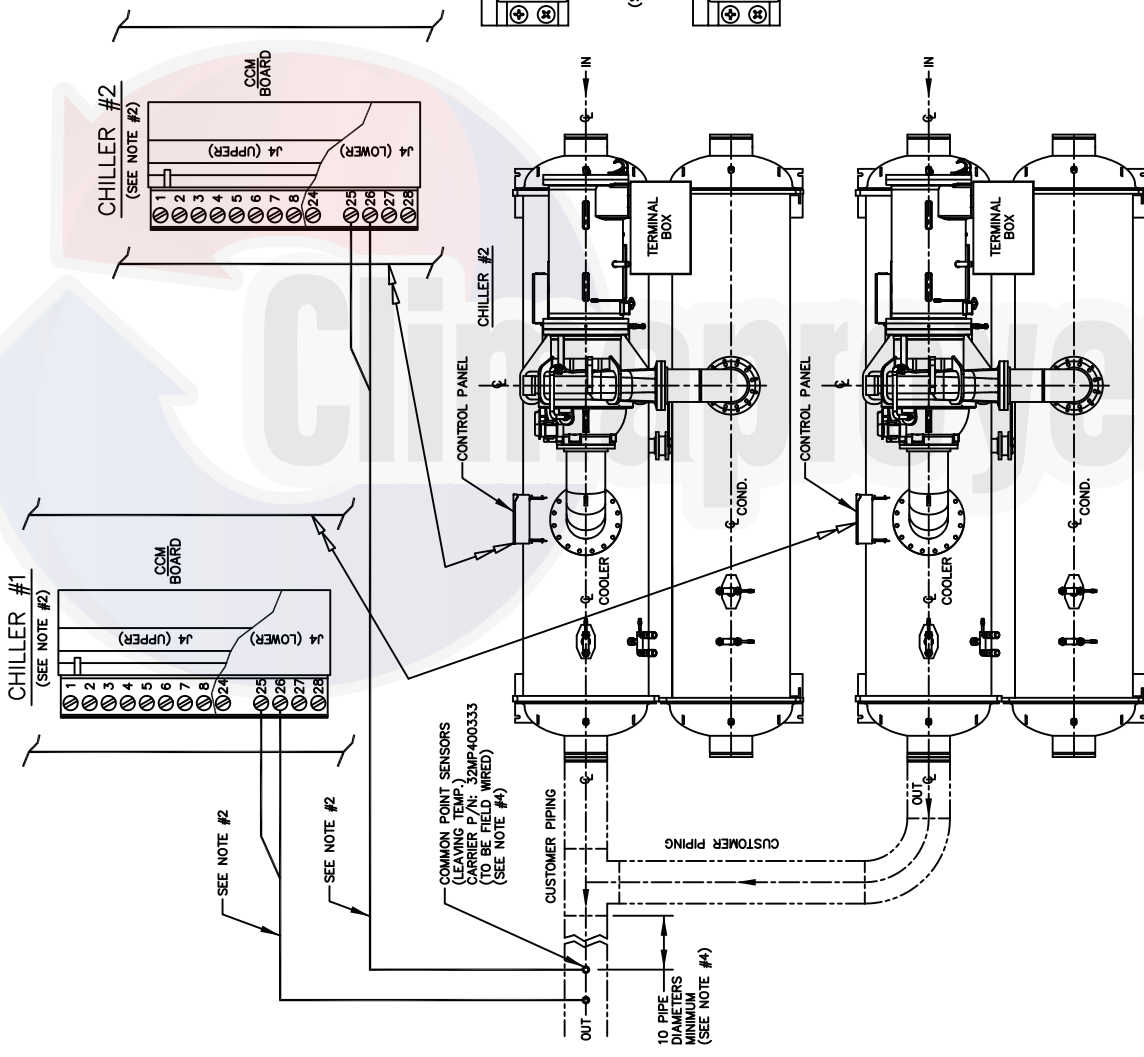 CHILLER #1
(SEE NOTE #2)
CCM
BOARD
1
2
3
4
5
6
7
8
24
25
26
27
28
J4 (UPPER)
J4 (LOWER)
CHILLER #2
(SEE NOTE #2)
CCM
BOARD
1
2
3
4
5
6
7
8
24
25
26
27
28
J4 (UPPER)
J4 (LOWER)
SEE NOTE #2
SEE NOTE #2
COMMON POINT SENSORS
(LEAVING TEMP.)
CARRIER P/N: 32MP400333
(TO BE FIELD WIRED)
(SEE NOTE #4)
CUSTOMER PIPING
CUSTOMER PIPING
10 PIPE
DIAMETERS
MINIMUM
(SEE NOTE #4)
OUT
OUT
CHILLER #2
CONTROL PANEL
COOLER
COND.
TERMINAL
BOX
IN
CONTROL PANEL
COOLER
COND.
TERMINAL
BOX
IN
(S
Climaproye